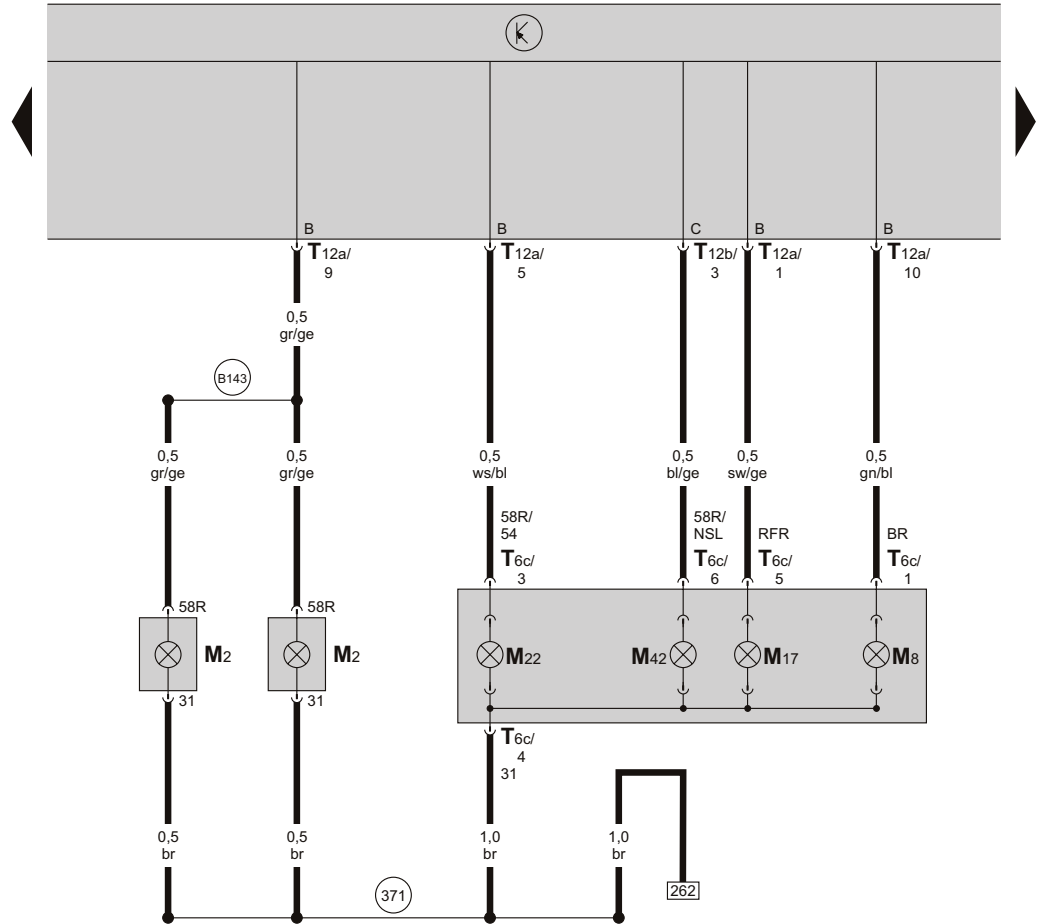 B B C B B
T12a/ T12a/ T12b/ T12a/ T12a/
9 5 3 1 10
0,5
gr/ge
B143
0,5 0,5 0,5 0,5 0,5 0,5
gr/ge gr/ge ws/bl bl/ge sw/ge gn/bl
58R/ 58R/
54 NSL RFR BR
T6c/ T6c/ T6c/ T6c/
3 6 5 1
58R 58R
M2 M2 M22 M42 M17 M8
31 31
T6c/
4
31
0,5 0,5 1,0 1,0
br br br br
371 262